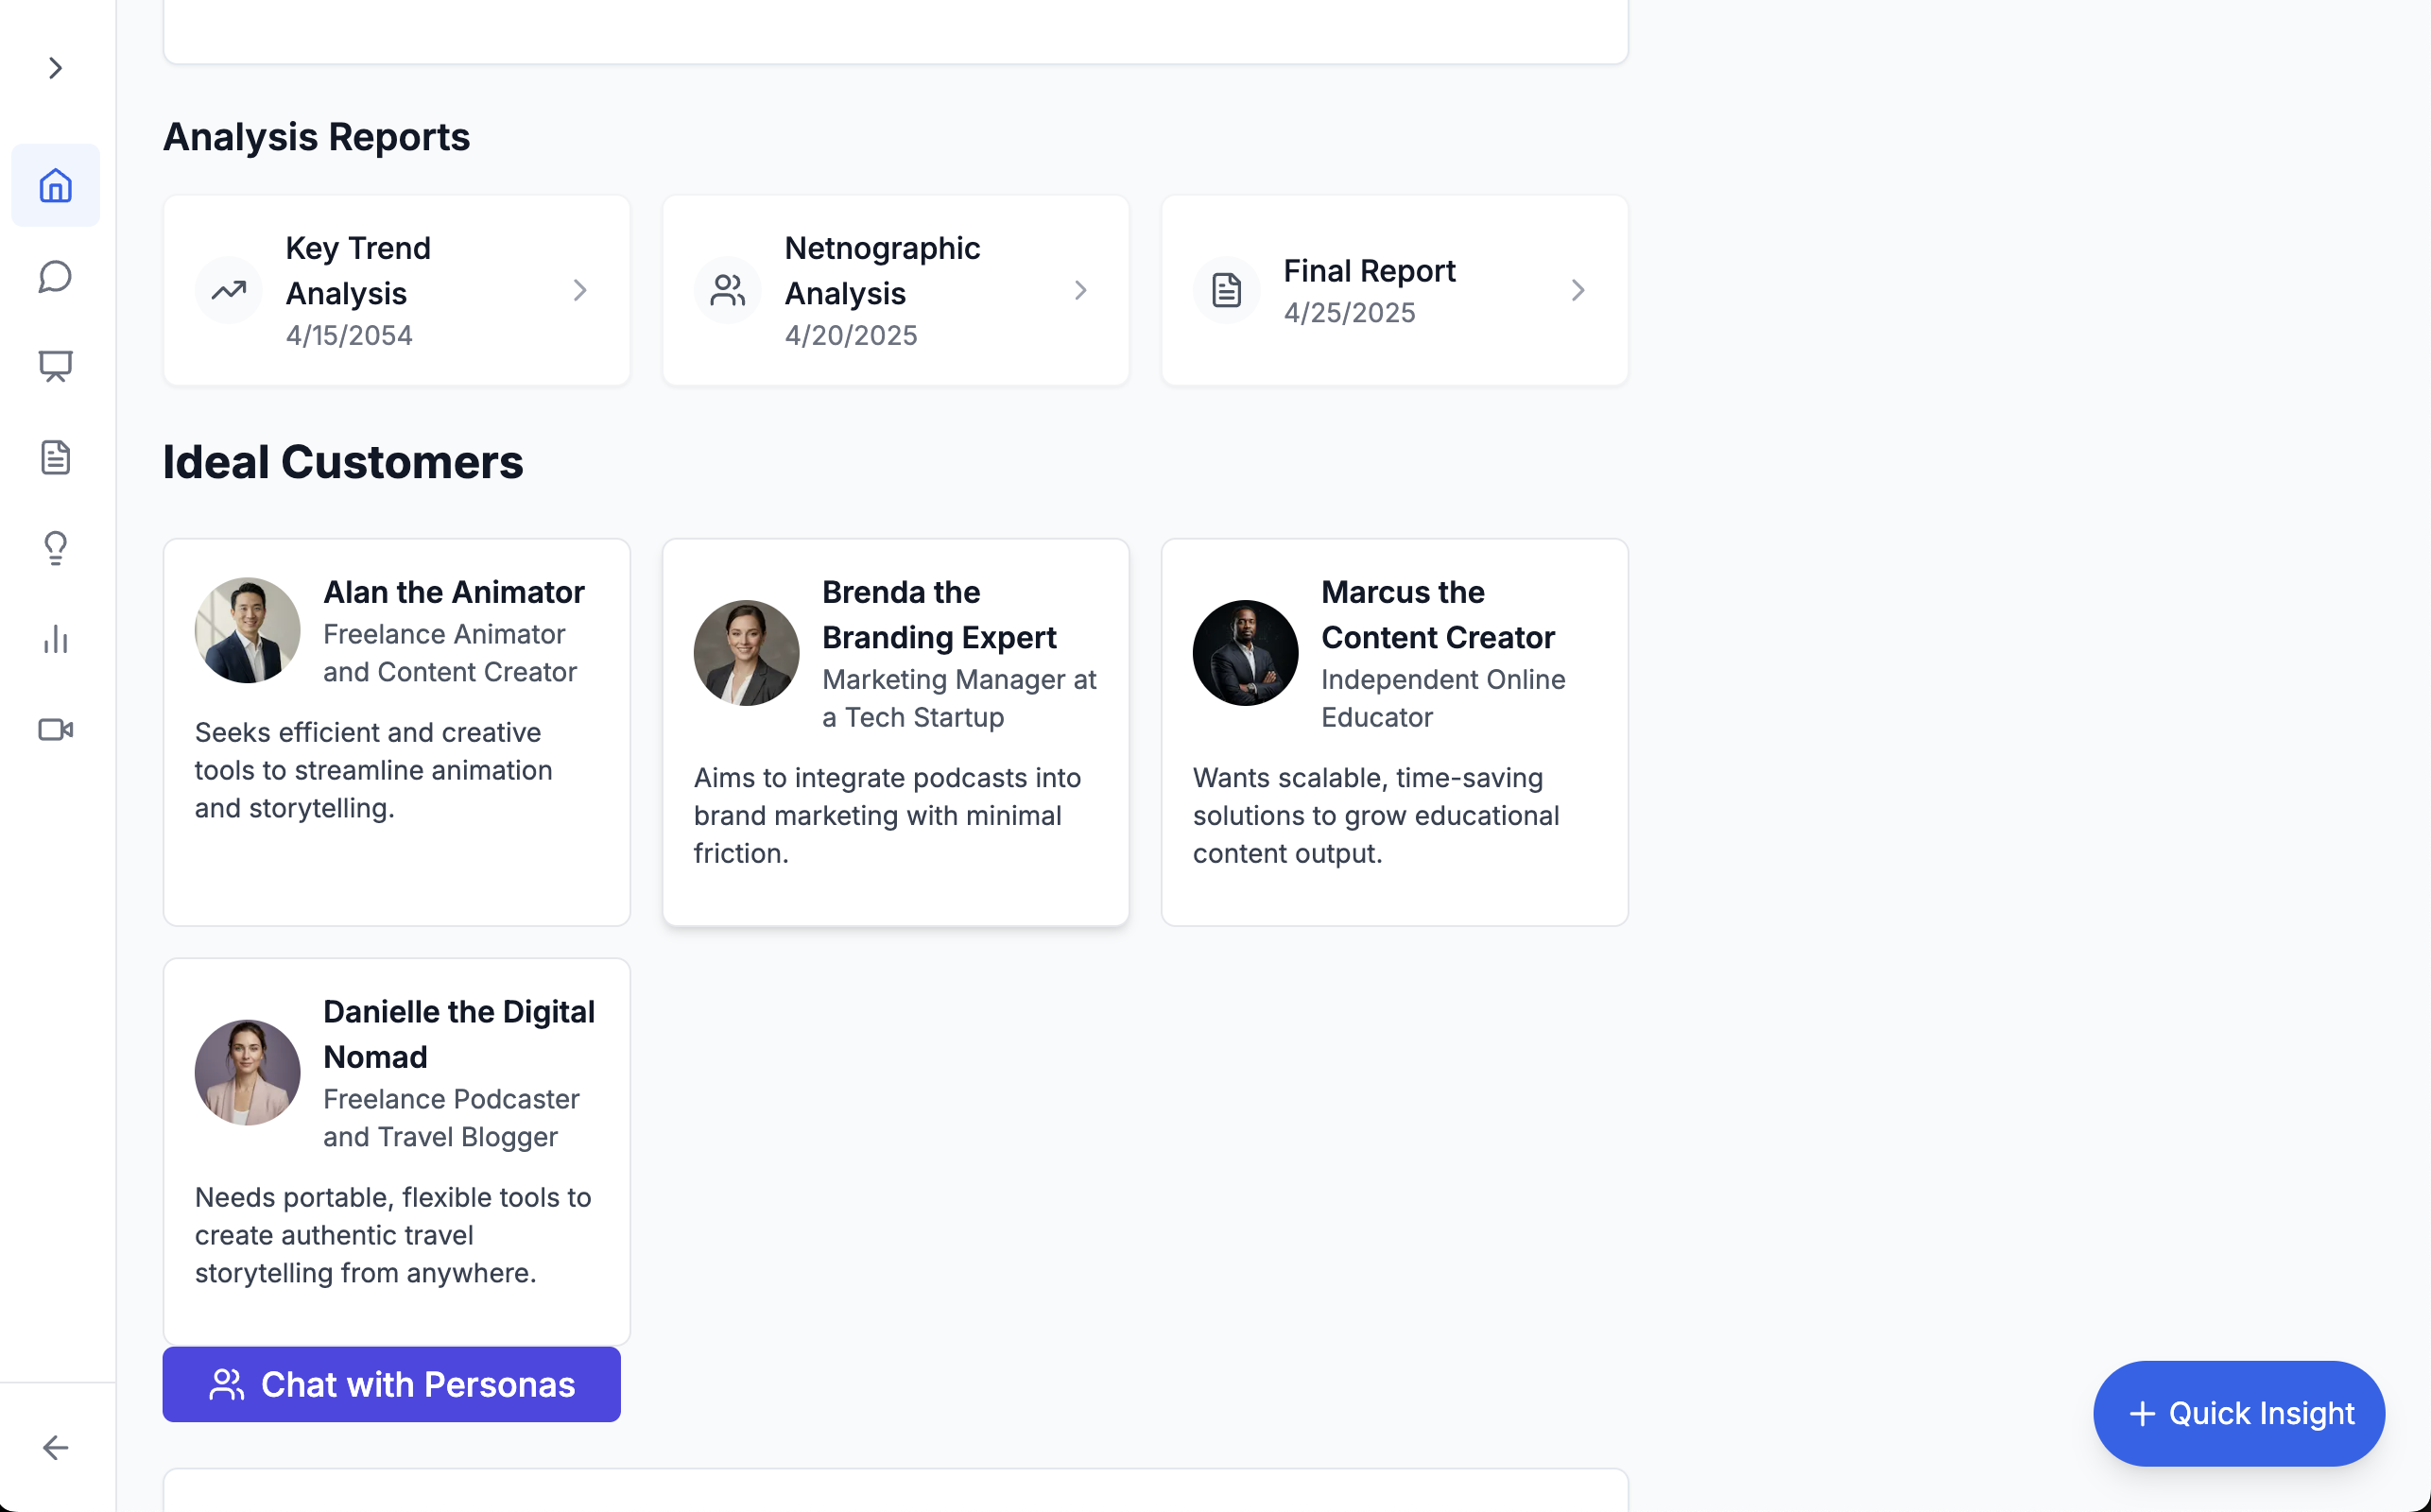 Analysis Reports
Key Trend
Analysis
4/15/2054
Netnographic
Analysis
4/20/2025
Final Report
4/25/2025
Ideal Customers
Alan the Animator
Freelance Animator
and Content Creator
Seeks efficient and creative
tools to streamline animation
and storytelling.
Brenda the
Branding Expert
Marketing Manager at
a Tech Startup
Aims to integrate podcasts into
brand marketing with minimal
friction.
Marcus the
Content Creator
Independent Online
Educator
Wants scalable, time-saving
solutions to grow educational
content output.
Danielle the Digital
Nomad
Freelance Podcaster
and Travel Blogger
Needs portable, flexible tools to
create authentic travel
storytelling from anywhere.
Chat with Personas
+ Quick Insight